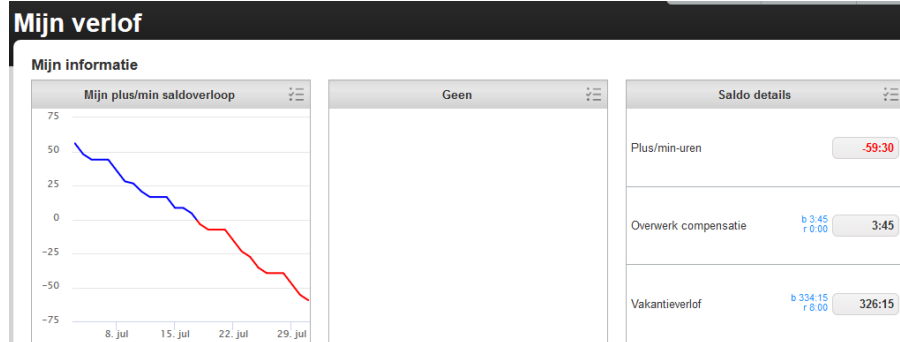 Mijn verlof
Mijn informatie
Mijn plus/min saldoverloop
75
50
25
0
-25
-50
-75
8. jul 15. jul 22. jul 29. jul
Geen
Saldo details
Plus/min-uren -59:30
Overwerk compensatie b 3:45 r 0:00 3:45
Vakantieverlof b 334:15 r 8:00 326:15